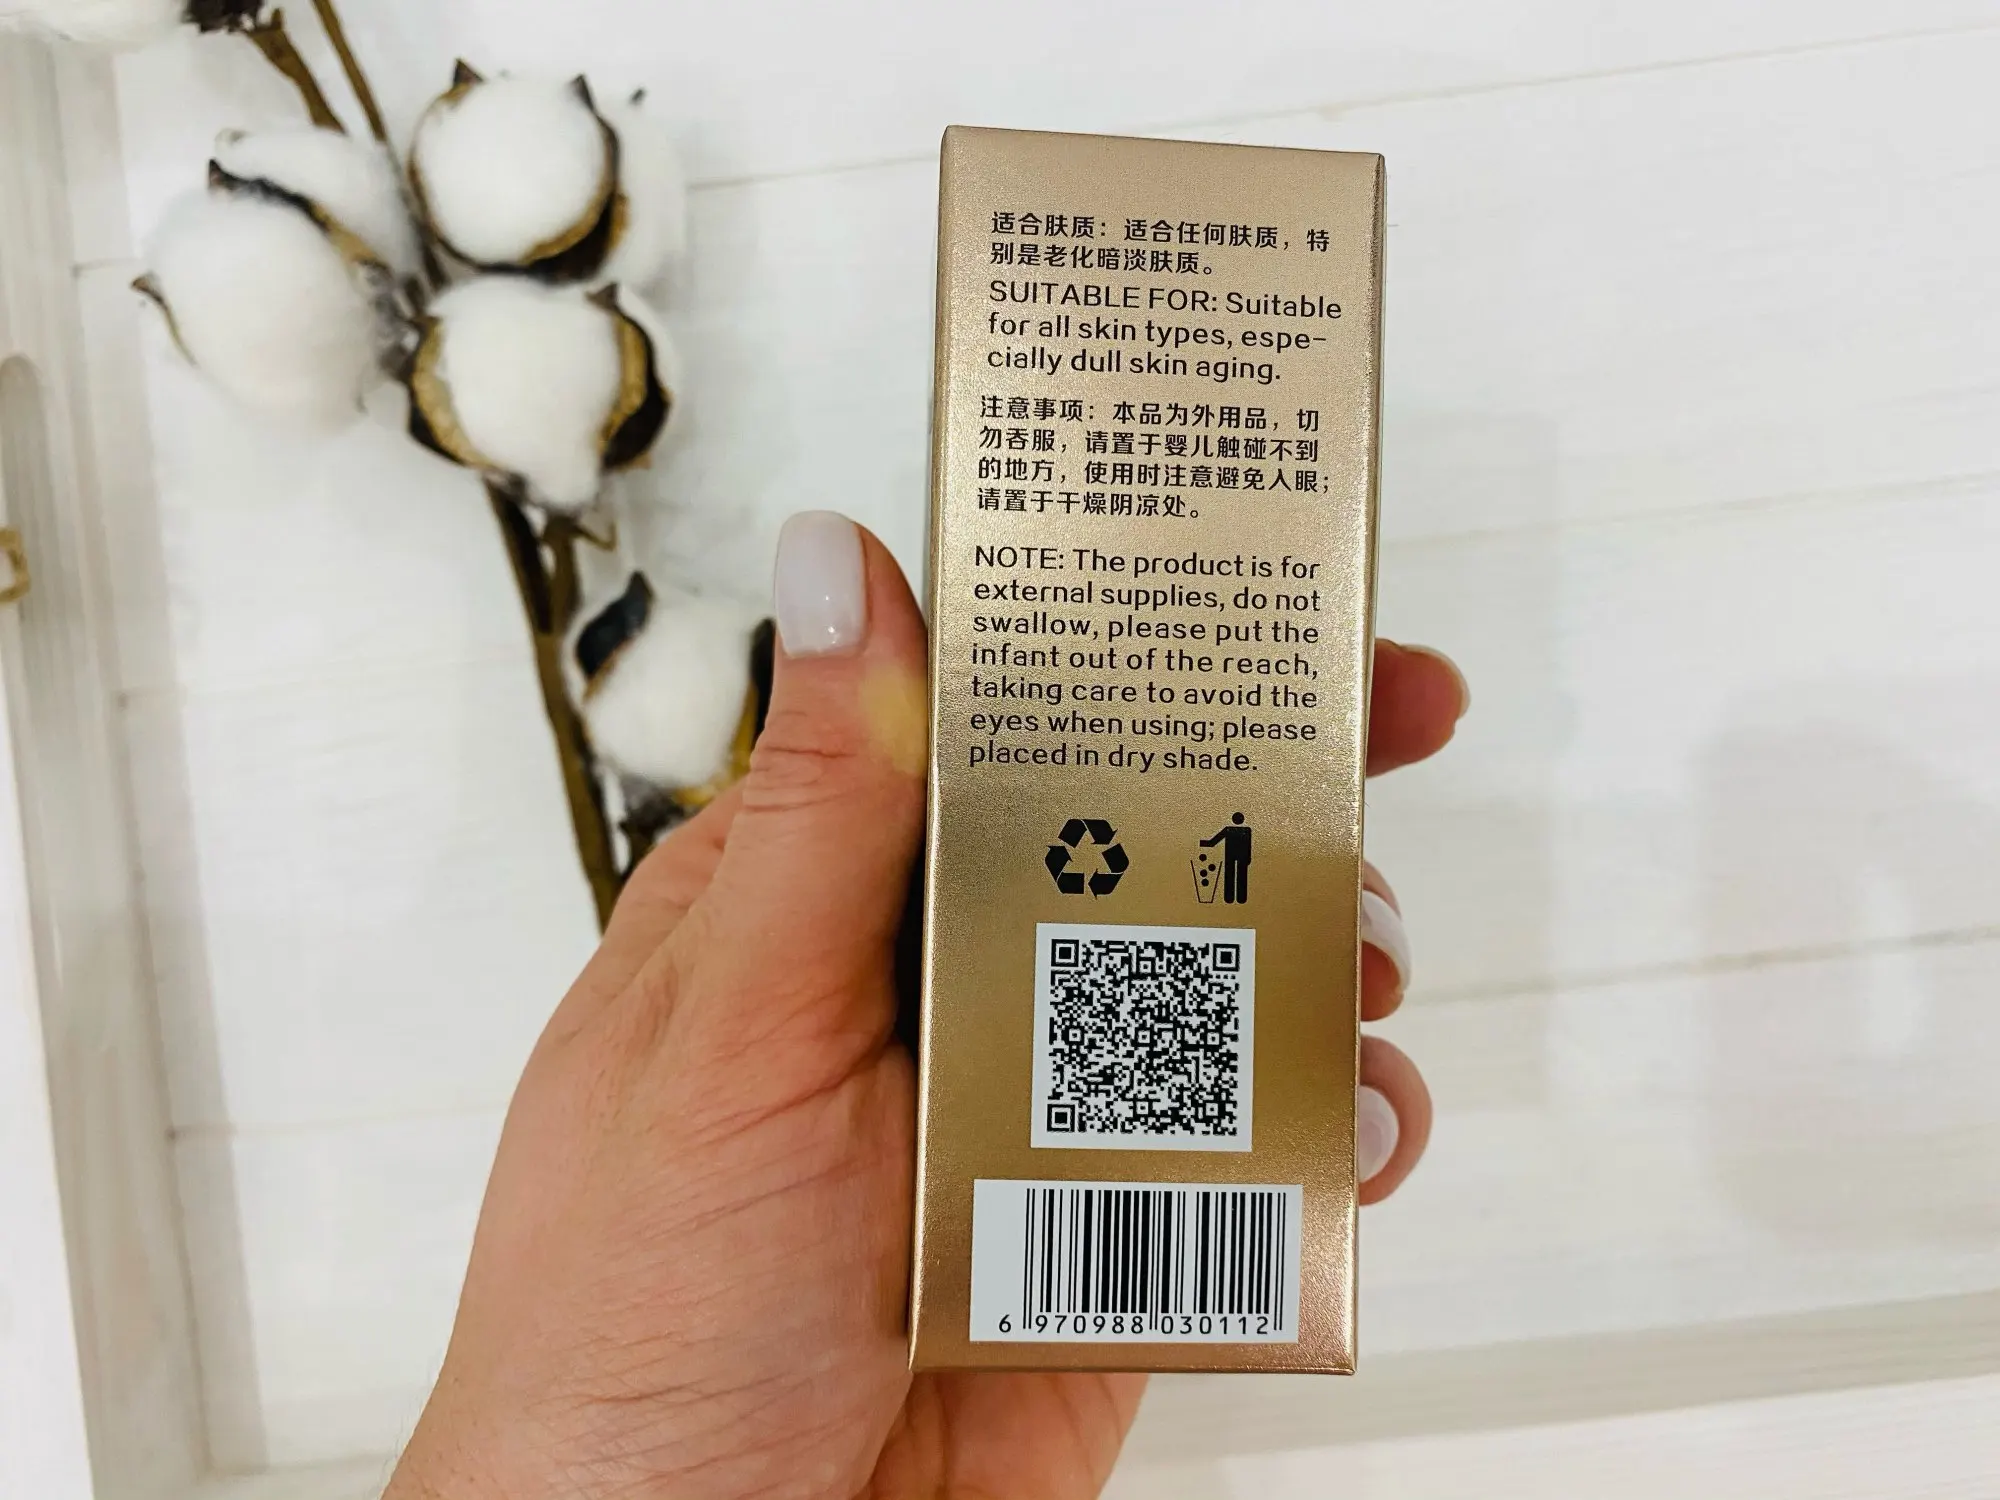 适合肤质：适合任何肤质，特
别是老化暗淡肤质。
SUITABLE FOR: Suitable
for all skin types, espe-
cially dull skin aging.
注意事项：本品为外用品，切
勿吞服，请置于婴儿触碰不到
的地方，使用时注意避免入眼；
请置于干燥阴凉处。
NOTE: The product is for
external supplies, do not
swallow, please put the
infant out of the reach,
taking care to avoid the
eyes when using; please
placed in dry shade.
6 970988 030112